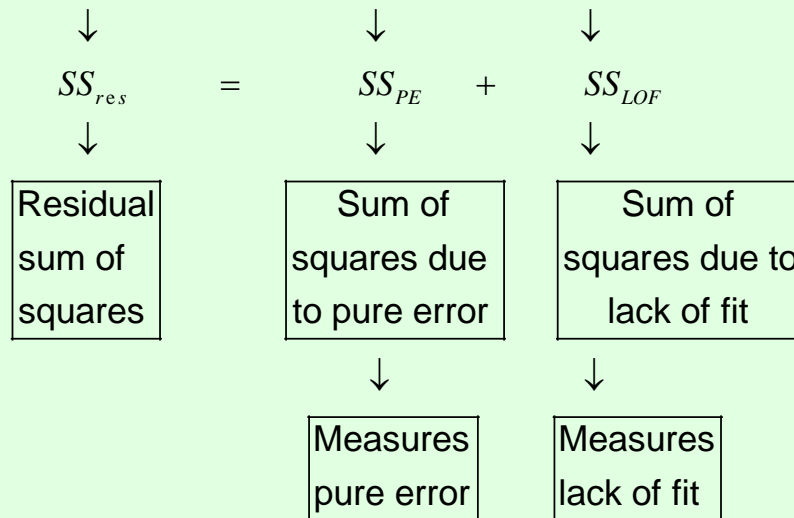 ↓ ↓ ↓
SS_res = SS_PE + SS_LOF
↓ ↓ ↓
Residual
sum of
squares
Sum of
squares due
to pure error
Sum of
squares due to
lack of fit
↓ ↓
Measures
pure error
Measures
lack of fit